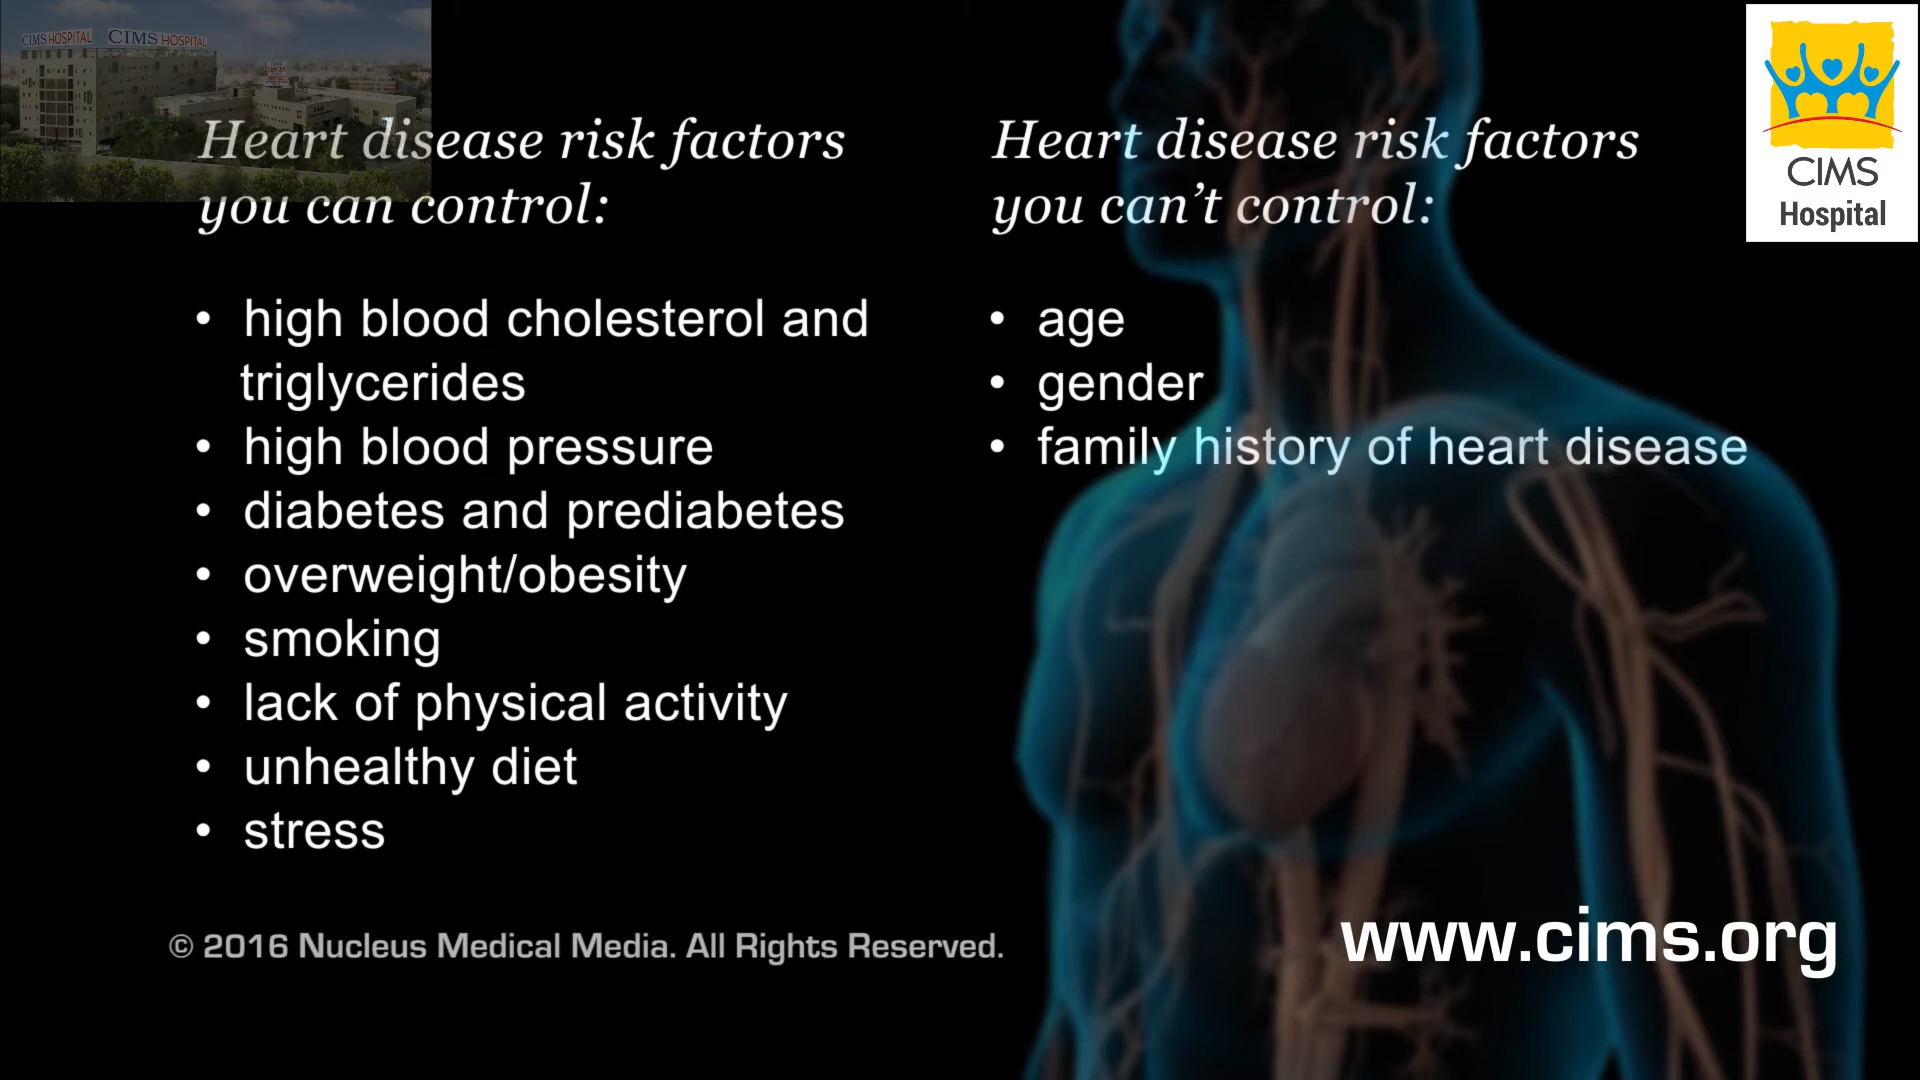 CIMS HOSPITAL CIMS HOSPITAL
CIMS
Hospital
Heart disease risk factors
you can control:
• high blood cholesterol and
triglycerides
• high blood pressure
• diabetes and prediabetes
• overweight/obesity
• smoking
• lack of physical activity
• unhealthy diet
• stress
Heart disease risk factors
you can’t control:
• age
• gender
• family history of heart disease
© 2016 Nucleus Medical Media. All Rights Reserved.
www.cims.org